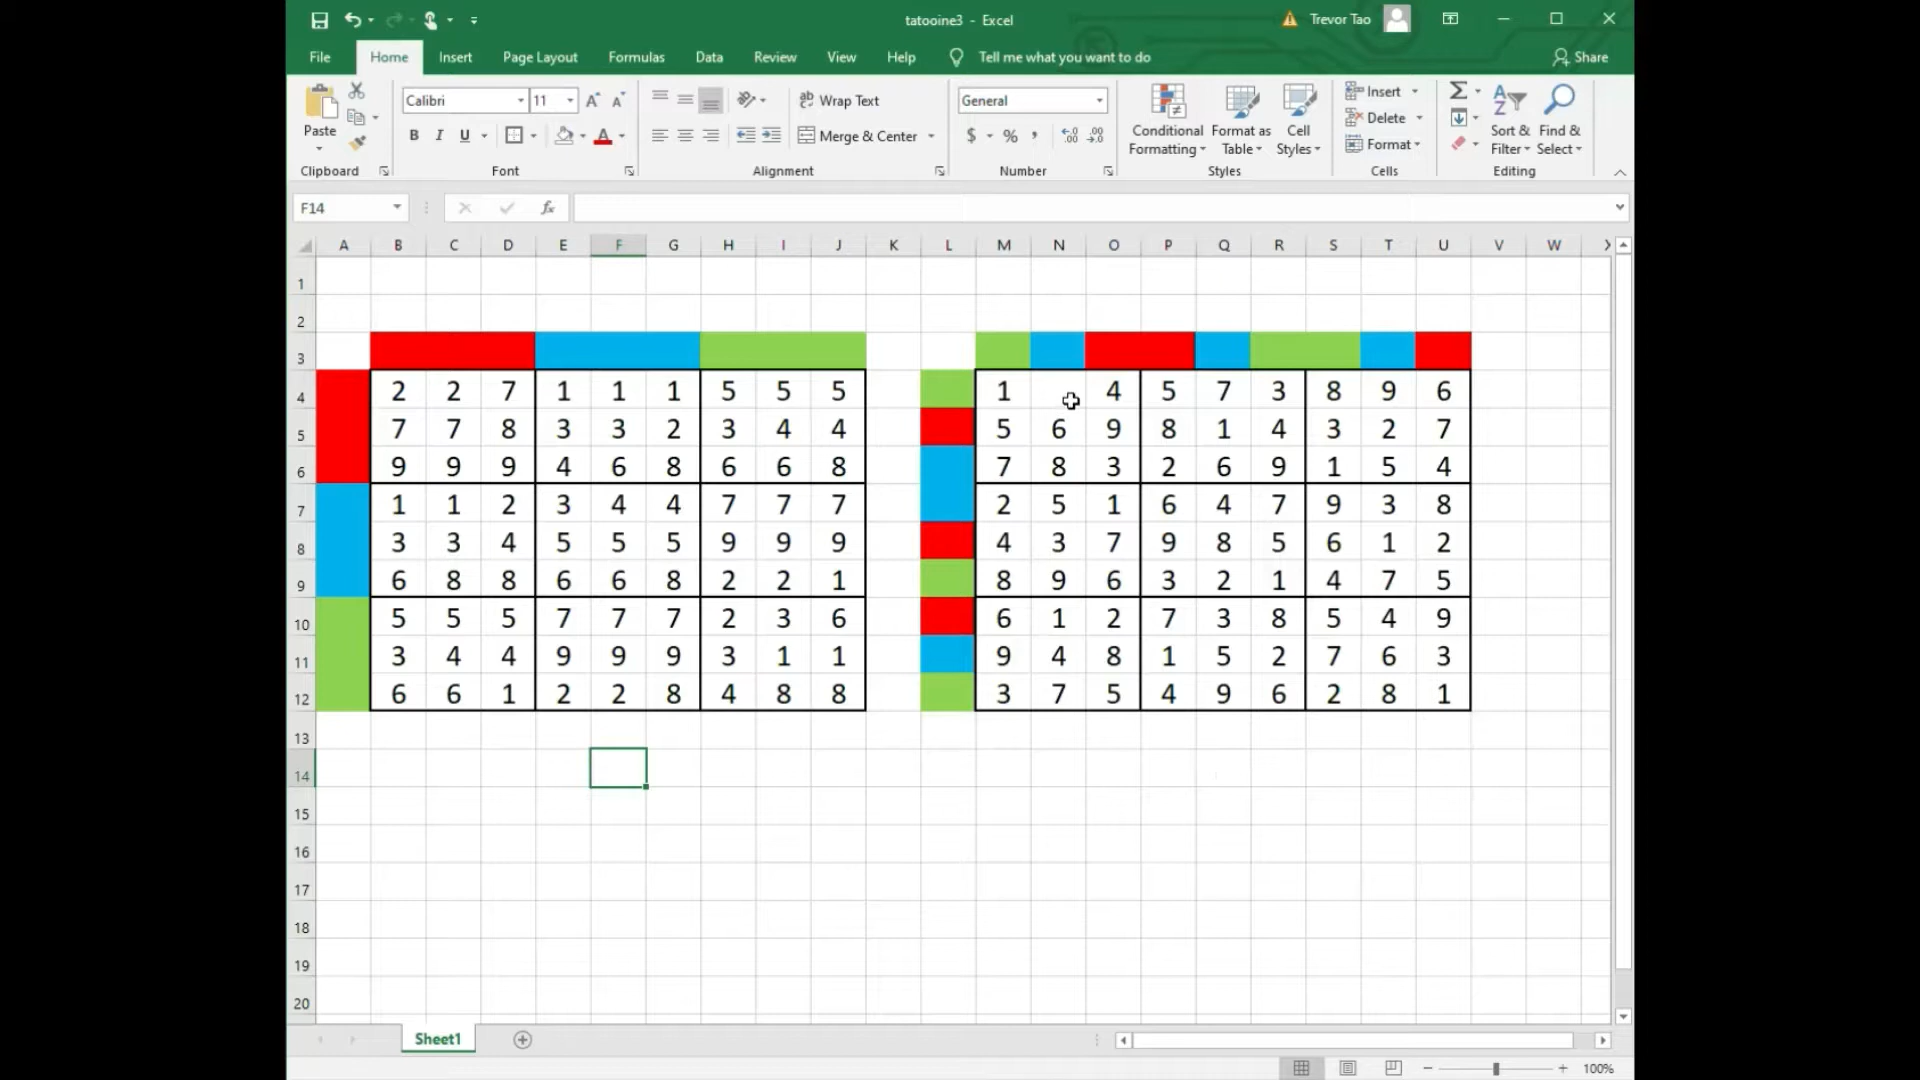 tatooine3 - Excel
Trevor Tao
File Home Insert Page Layout Formulas Data Review View Help Tell me what you want to do Share
Calibri 11 Wrap Text General Insert
Paste B I U Merge & Center $ % Conditional Formatting Format as Table Cell Styles Delete Format Sort & Filter Find & Select
Clipboard Font Alignment Number Styles Cells Editing
F14 fx
A B C D E F G H I J K L M N O P Q R S T U V W X
1
2
3
4 2 2 7 1 1 1 5 5 5 1 4 5 7 3 8 9 6
5 7 7 8 3 3 2 3 4 4 5 6 9 8 1 4 3 2 7
6 9 9 9 4 6 8 6 6 8 7 8 3 2 6 9 1 5 4
7 1 1 2 3 4 4 7 7 7 2 5 1 6 4 7 9 3 8
8 3 3 4 5 5 5 9 9 9 4 3 7 9 8 5 6 1 2
9 6 8 8 6 6 8 2 2 1 8 9 6 3 2 1 4 7 5
10 5 5 5 7 7 7 2 3 6 6 1 2 7 3 8 5 4 9
11 3 4 4 9 9 9 3 1 1 9 4 8 1 5 2 7 6 3
12 6 6 1 2 2 8 4 8 8 3 7 5 4 9 6 2 8 1
13
14
15
16
17
18
19
20
Sheet1
100%